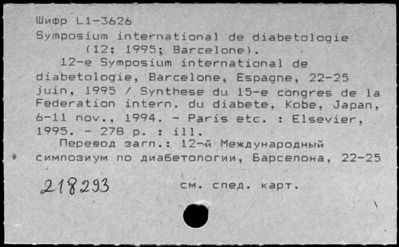 Шифр L1-3626
Symposium international de diabetologie
(12; 1995; Barcelone).
12-e Symposium international de
diabetologie, Barcelone, Espagne, 22-25
juin, 1995 / Synthese du 15-e congres de la
Federation intern. du diabete, Kobe, Japan,
6-11 nov., 1994. - Paris etc. : Elsevier,
1995. - 278 p. : ill.
Перевод загл.: 12-й Международный
симпозиум по диабетологии, Барселона, 22-25
218293 см. след. карт.